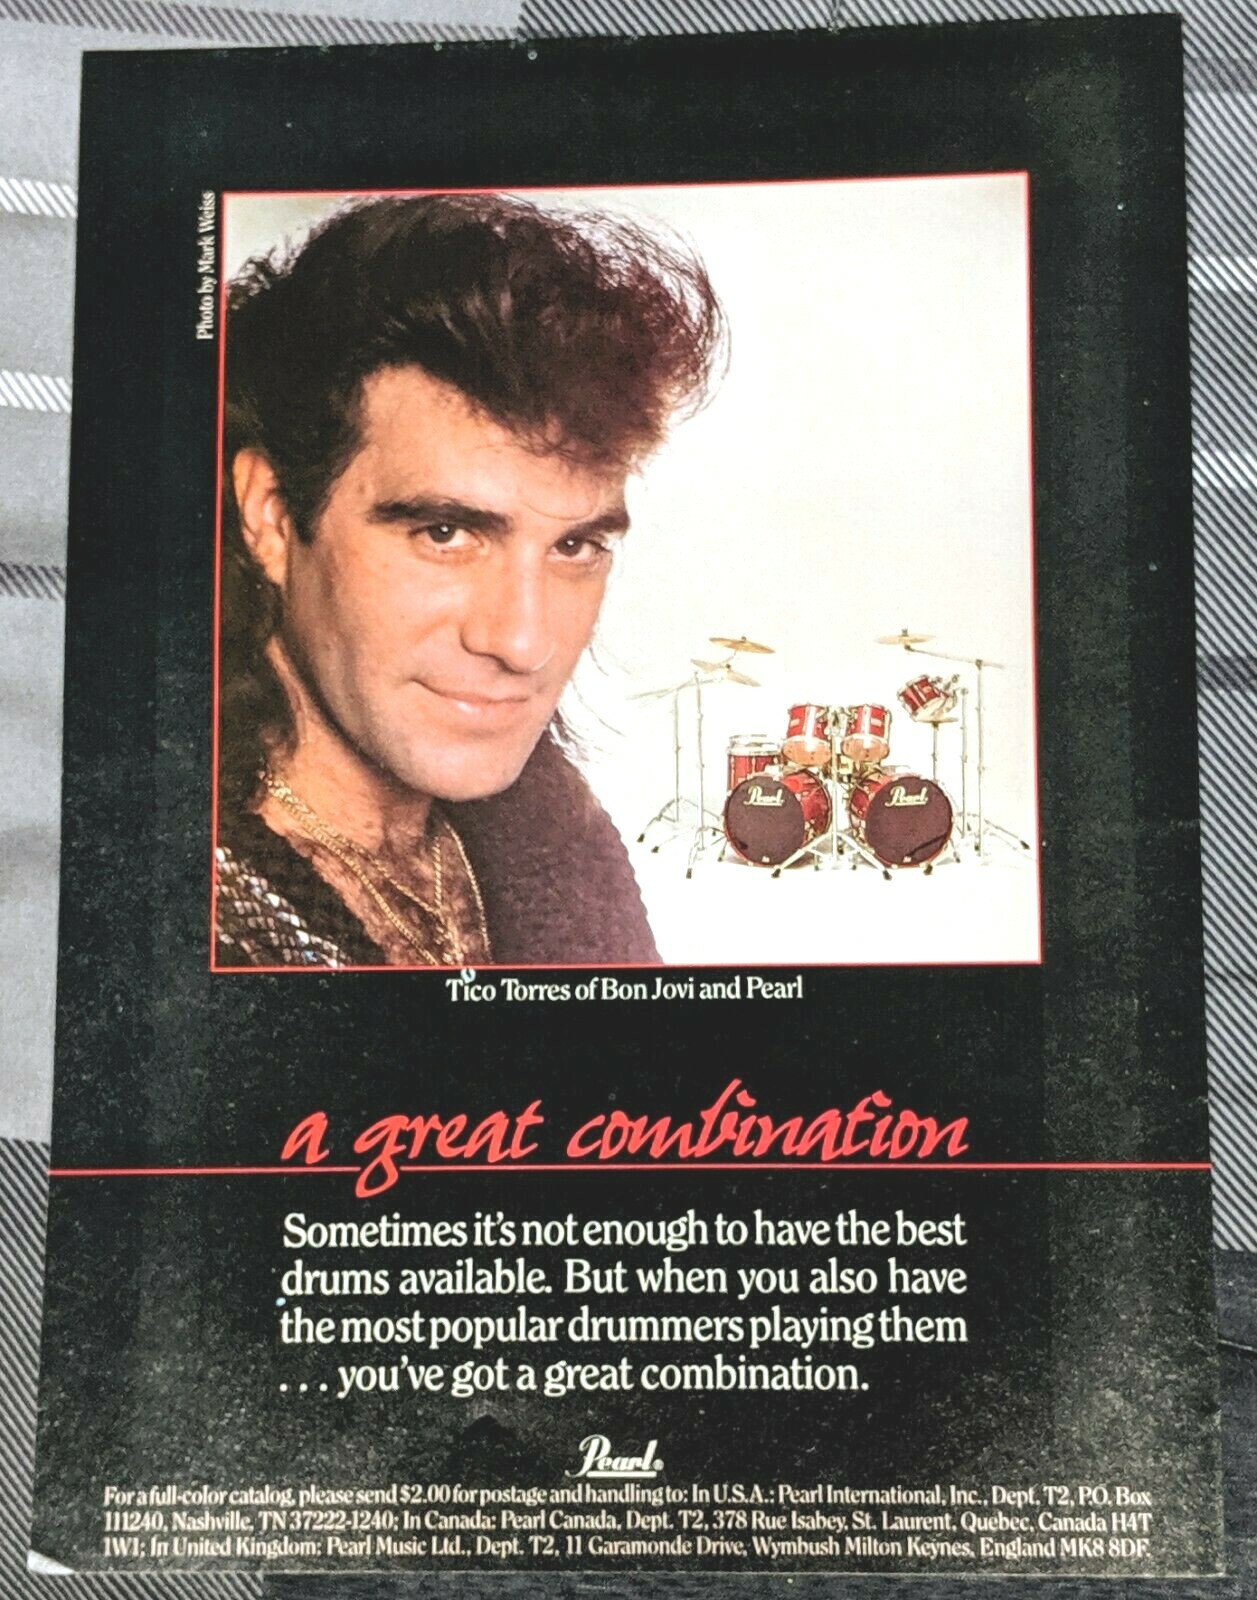 Photo by Mark Weiss
Pearl
Pearl
Tico Torres of Bon Jovi and Pearl
a great combination
Sometimes it's not enough to have the best
drums available. But when you also have
the most popular drummers playing them
. . . you've got a great combination.
Pearl®
For a full-color catalog, please send $2.00 for postage and handling to: In U.S.A.: Pearl International, Inc., Dept. T2, P.O. Box
111240, Nashville, TN 37222-1240; In Canada: Pearl Canada, Dept. T2, 378 Rue Isabey, St. Laurent, Quebec, Canada H4T
1W1; In United Kingdom: Pearl Music Ltd., Dept. T2, 11 Garamonde Drive, Wymbush Milton Keynes, England MK8 8DF.